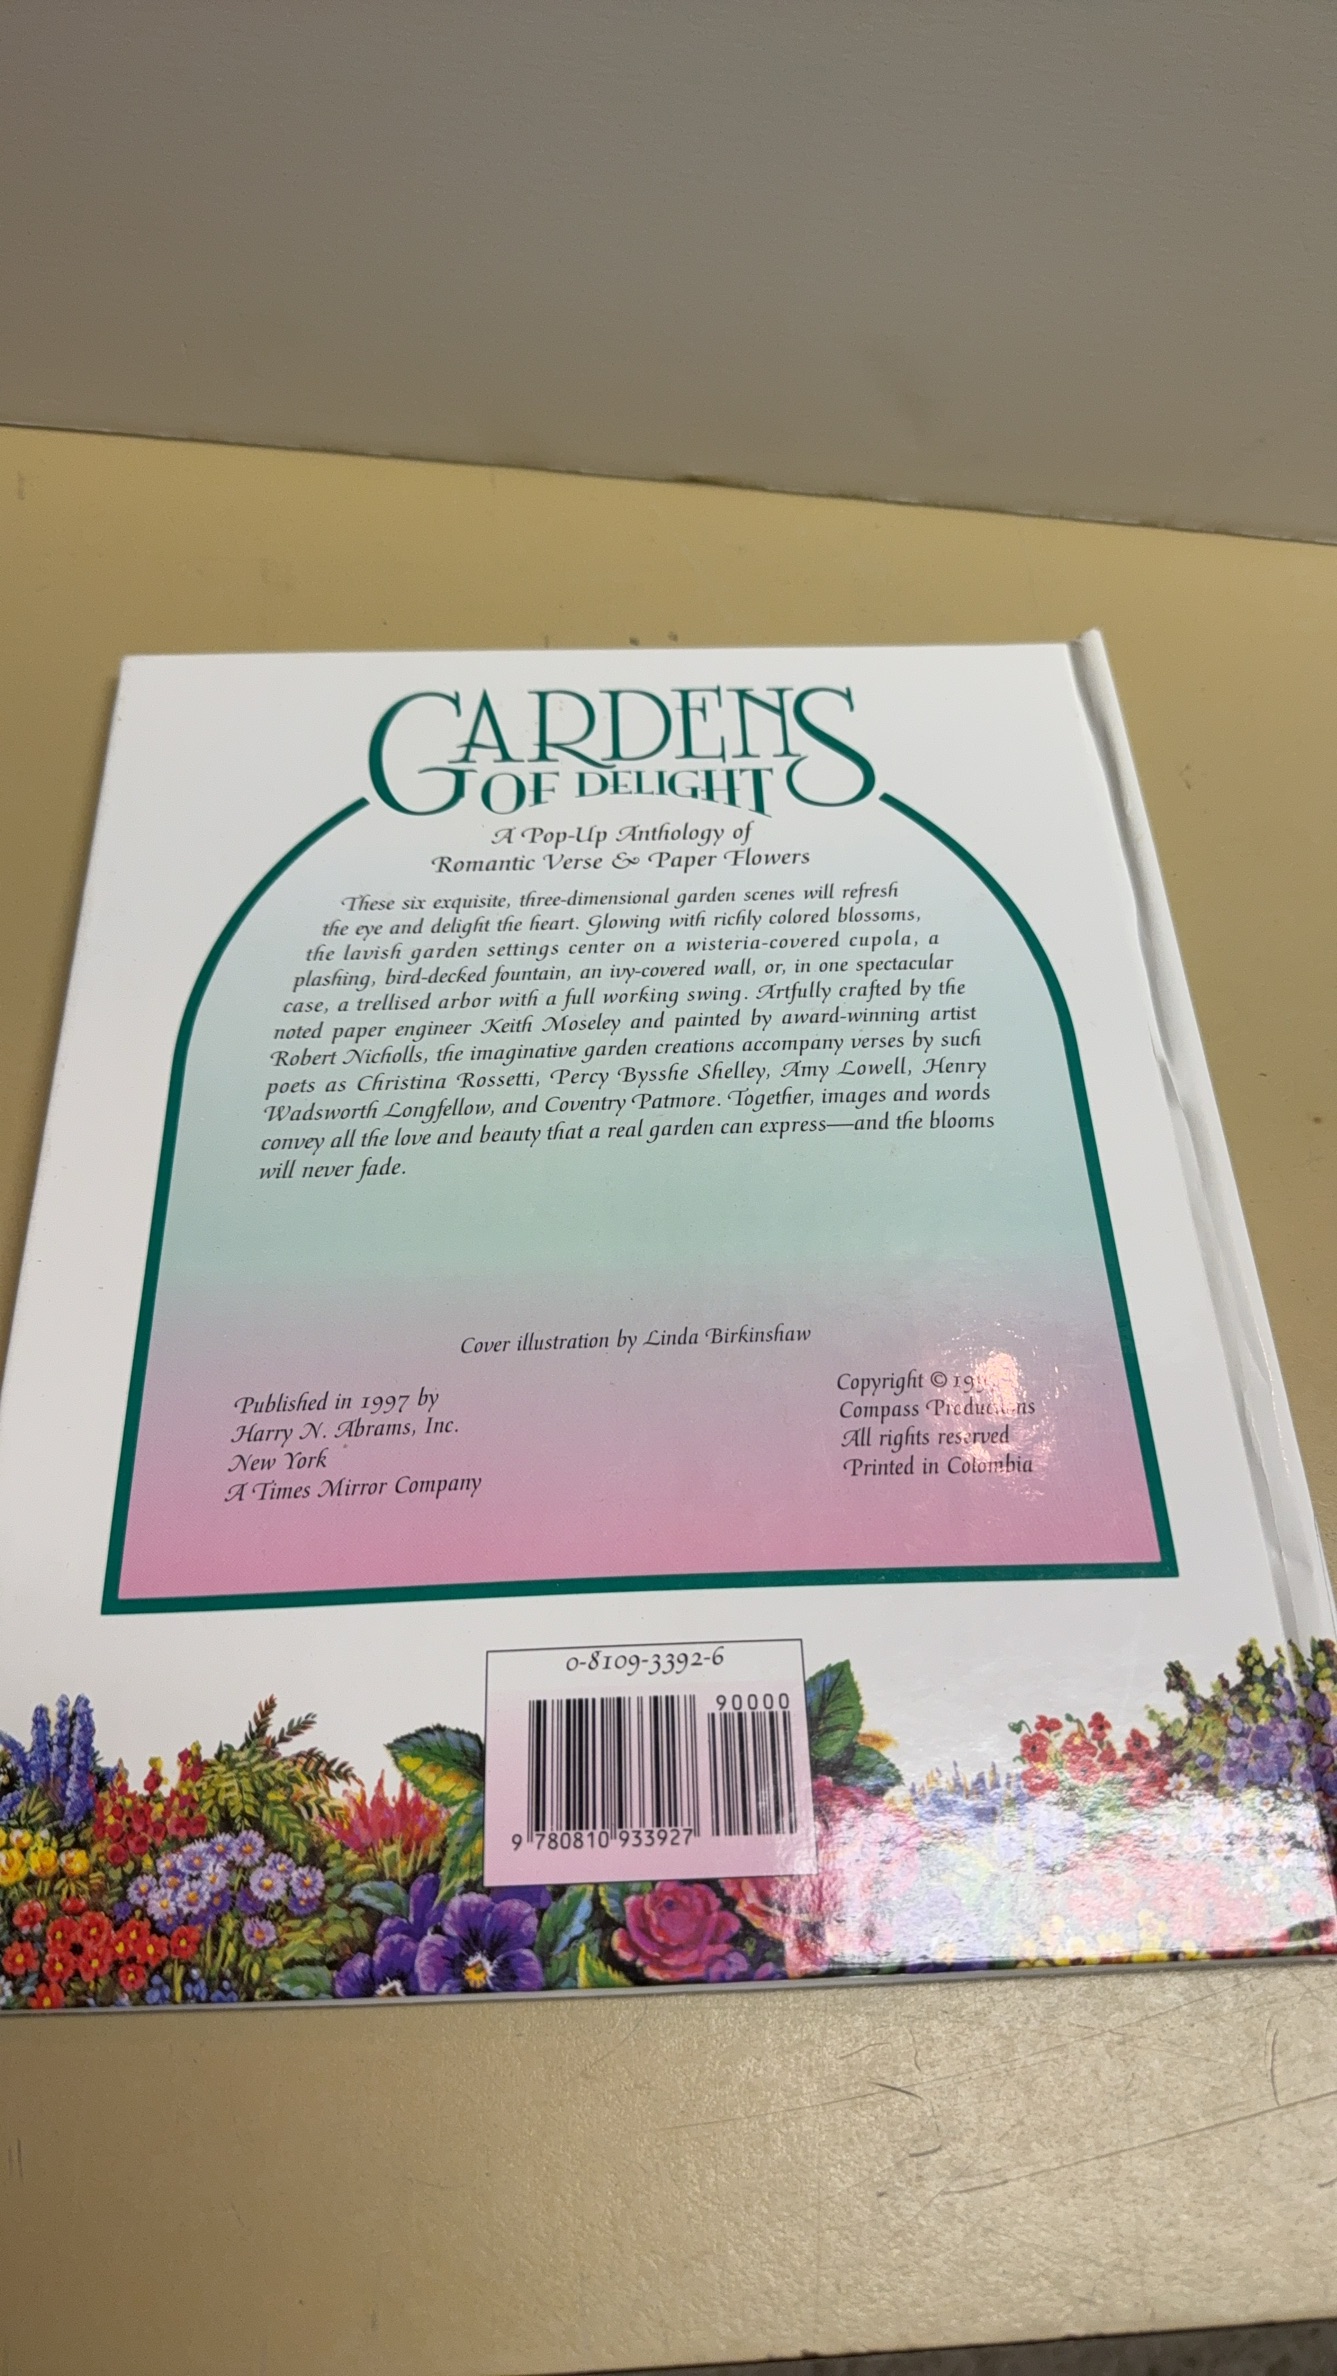 GARDENS
OF DELIGHT
A Pop-Up Anthology of
Romantic Verse & Paper Flowers
These six exquisite, three-dimensional garden scenes will refresh
the eye and delight the heart. Glowing with richly colored blossoms,
the lavish garden settings center on a wisteria-covered cupola, a
plashing, bird-decked fountain, an ivy-covered wall, or, in one spectacular
case, a trellised arbor with a full working swing. Artfully crafted by the
noted paper engineer Keith Moseley and painted by award-winning artist
Robert Nicholls, the imaginative garden creations accompany verses by such
poets as Christina Rossetti, Percy Bysshe Shelley, Amy Lowell, Henry
Wadsworth Longfellow, and Coventry Patmore. Together, images and words
convey all the love and beauty that a real garden can express—and the blooms
will never fade.
Cover illustration by Linda Birkinshaw
Published in 1997 by
Harry N. Abrams, Inc.
New York
A Times Mirror Company
Copyright ©
Compass Productions
All rights reserved
Printed in Colombia
0-8109-3392-6
90000
9 780810 933927